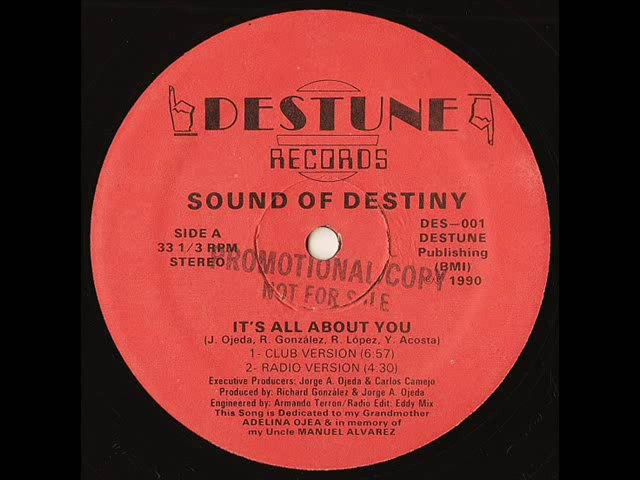 DESTUNE
RECORDS
SOUND OF DESTINY
SIDE A
33 1/3 RPM
STEREO
DES—001
DESTUNE
Publishing
(BMI)
℗ 1990
PROMOTIONAL COPY
NOT FOR SALE
IT'S ALL ABOUT YOU
(J. Ojeda, R. González, R. López, Y. Acosta)
1- CLUB VERSION (6:57)
2- RADIO VERSION (4.30)
Executive Producers: Jorge A. Ojeda & Carlos Camejo
Produced by: Richard González & Jorge A. Ojeda
Engineered by: Armando Terron/Radio Edit: Eddy Mix
This Song is Dedicated to my Grandmother
ADELINA OJEA & in memory of
my Uncle MANUEL ALVAREZ